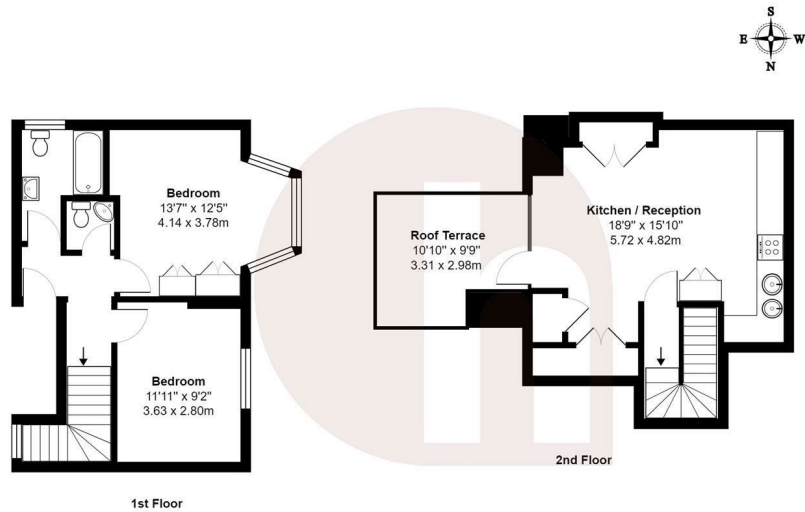 S
E W
N
Bedroom
13'7" x 12'5"
4.14 x 3.78m
Bedroom
11'11" x 9'2"
3.63 x 2.80m
1st Floor
Roof Terrace
10'10" x 9'9"
3.31 x 2.98m
Kitchen / Reception
18'9" x 15'10"
5.72 x 4.82m
2nd Floor